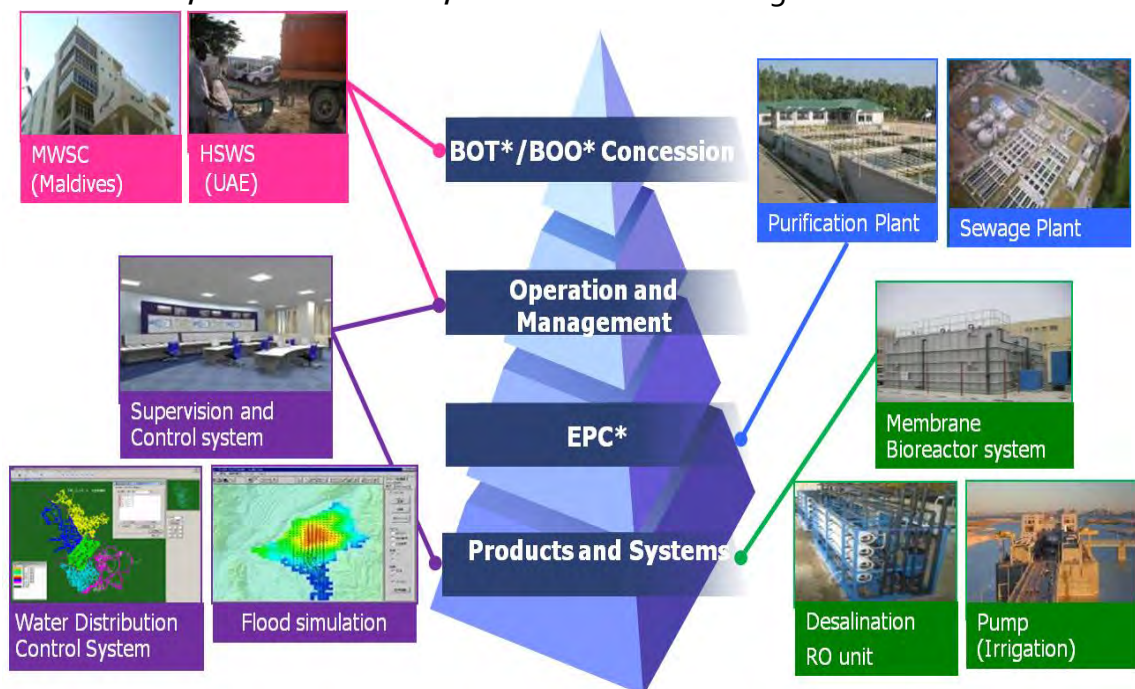 MWSC
(Maldives)
HSWS
(UAE)
BOT*/BOO* Concession
Purification Plant
Sewage Plant
Operation and
Management
Supervision and
Control system
EPC*
Membrane
Bioreactor system
Products and Systems
Water Distribution
Control System
Flood simulation
Desalination
RO unit
Pump
(Irrigation)